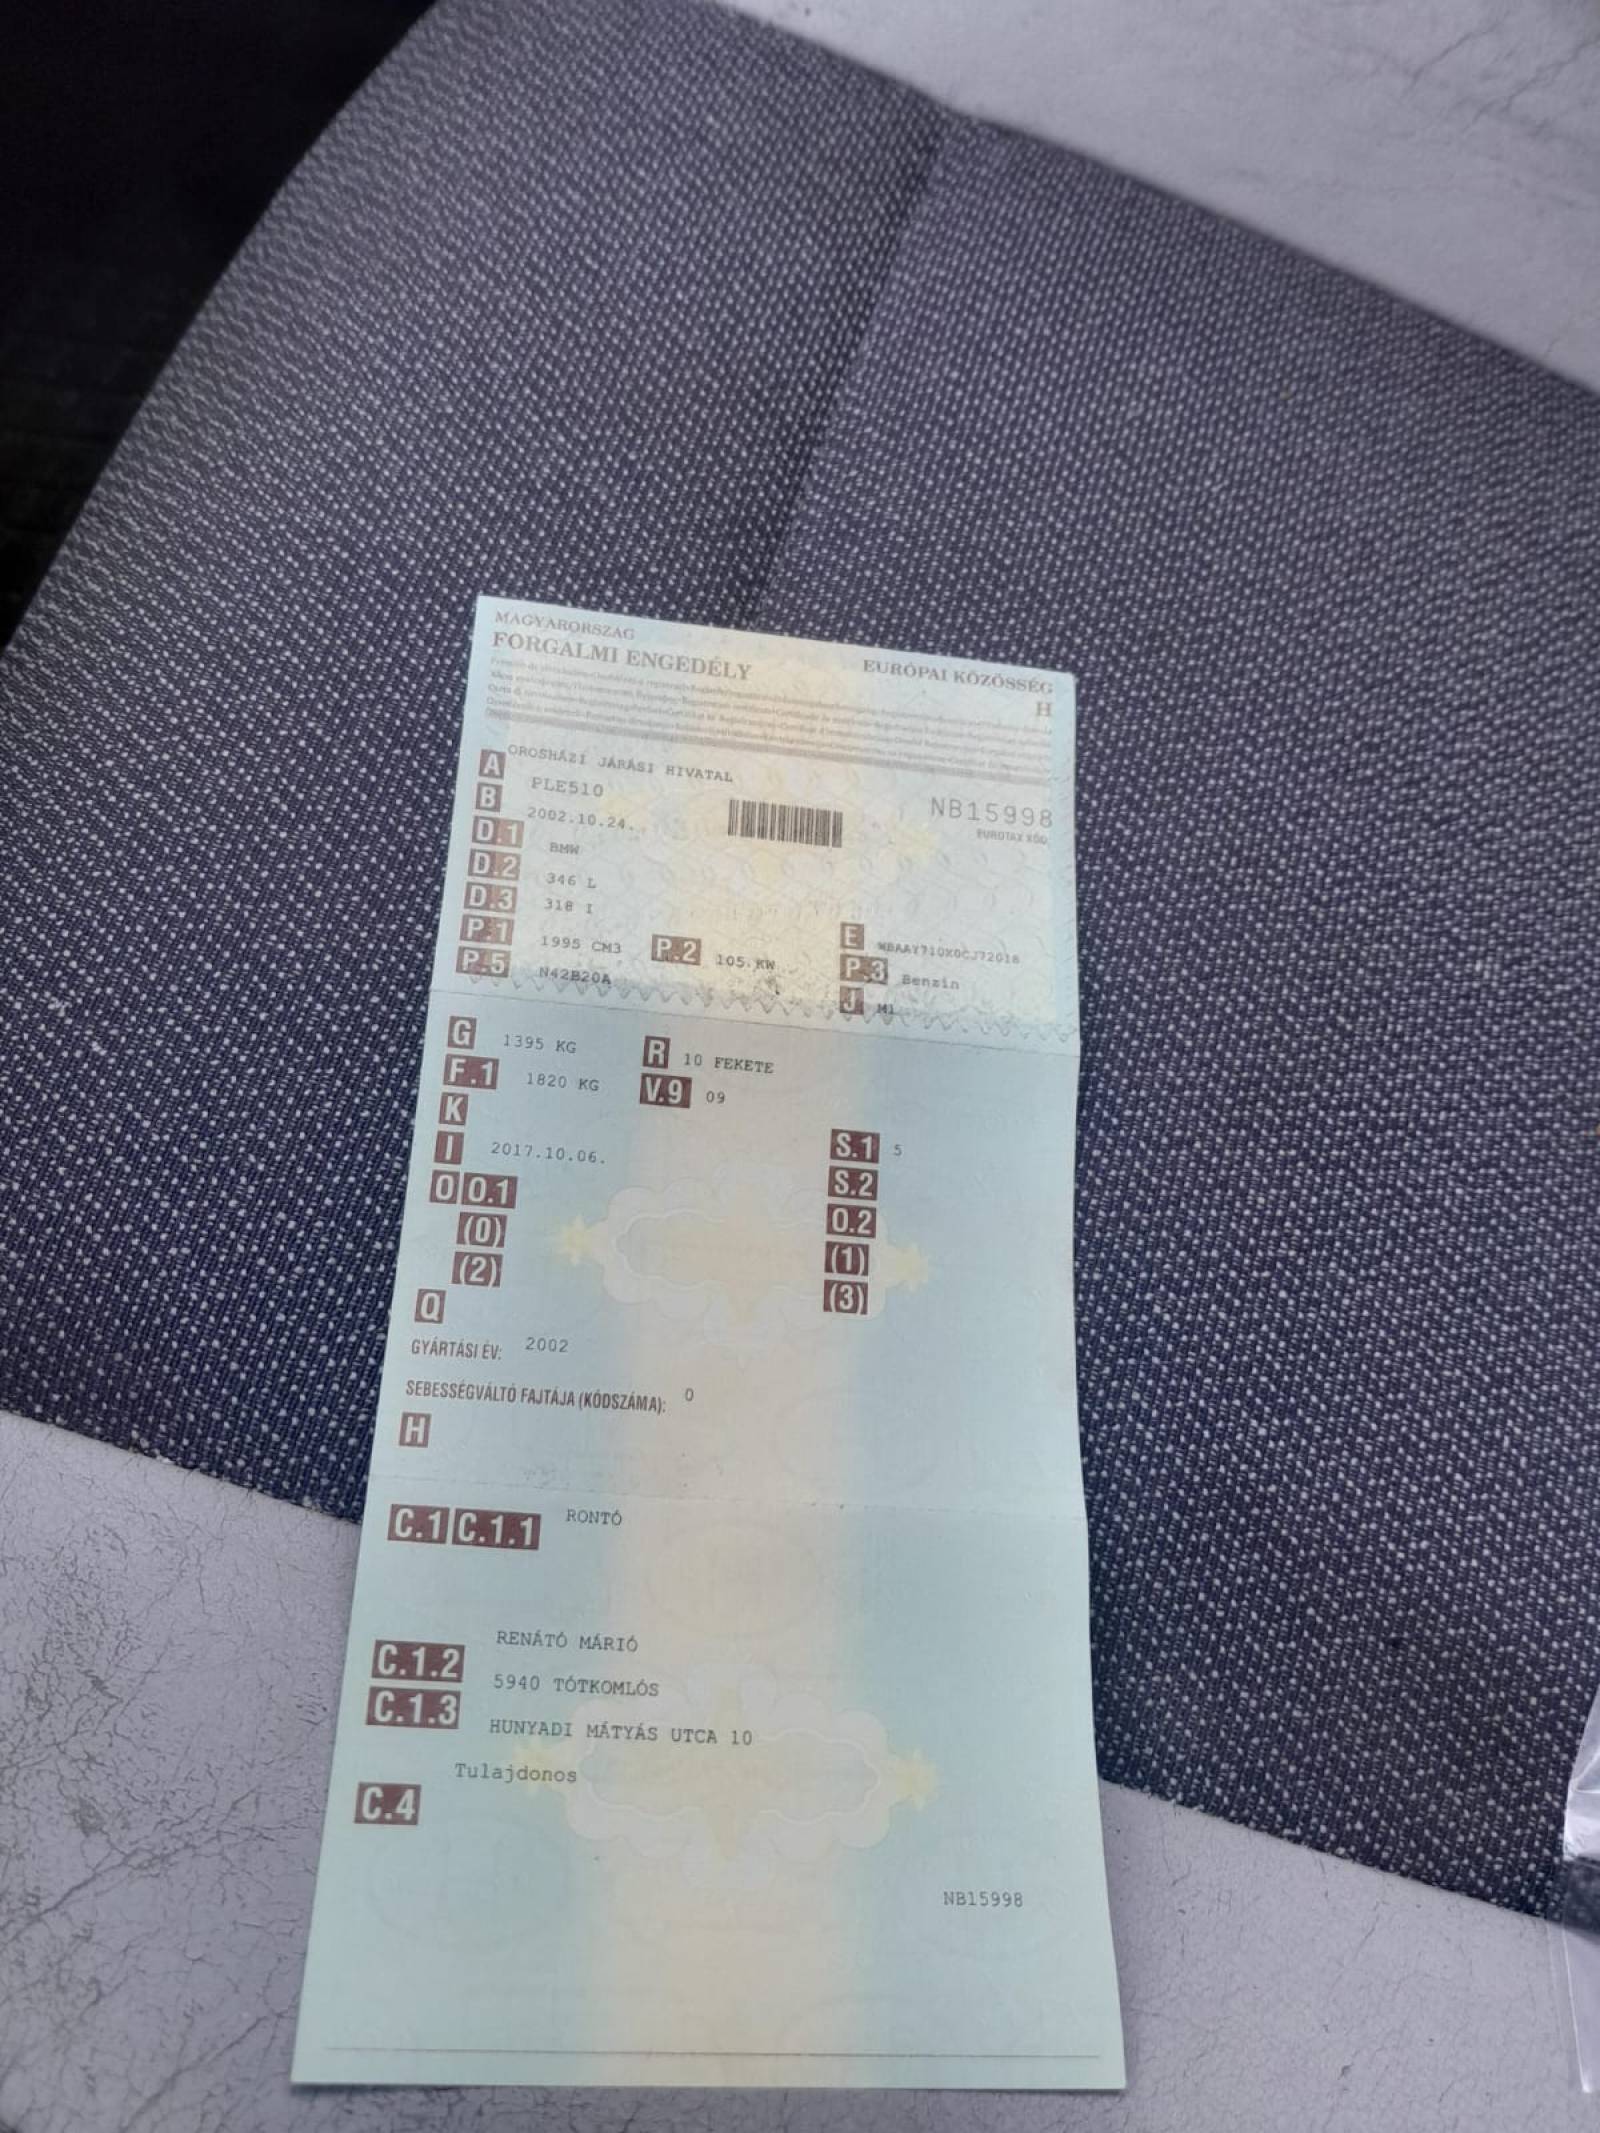 MAGYARORSZÁG
FORGALMI ENGEDÉLY
EURÓPAI KÖZÖSSÉG
H
OROSHÁZI JÁRÁSI HIVATAL
A PLE510
NB15998
EUROTAX KÓD
B 2002.10.24.
D.1 BMW
D.2 346 L
D.3 318 I
E WBAAY710X0CJ72018
P.1 1995 CM3 P.2 105.KW P.3 Benzin
P.5 N42B20A J M1
G 1395 KG R 10 FEKETE
F.1 1820 KG V.9 09
K
I 2017.10.06. S.1 5
S.2
O O.1 O.2
(0) (1)
(2) (3)
Q
GYÁRTÁSI ÉV: 2002
SEBESSÉGVÁLTÓ FAJTÁJA (KÓDSZÁMA): 0
H
C.1 C.1.1 RONTÓ
C.1.2 RENÁTÓ MÁRIÓ
C.1.3 5940 TÓTKOMLÓS
HUNYADI MÁTYÁS UTCA 10
C.4 Tulajdonos
NB15998